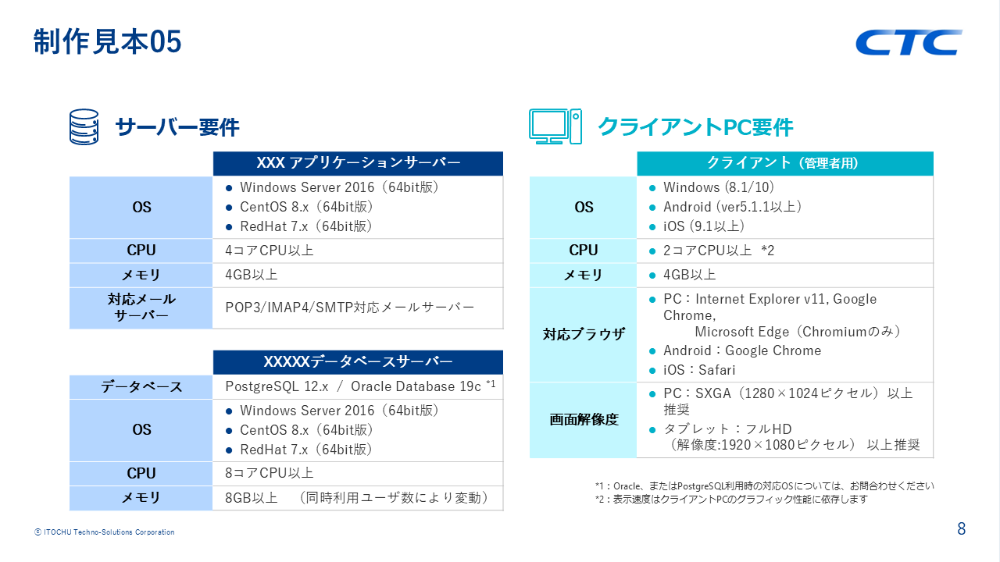 制作見本05
CTC
サーバー要件
XXX アプリケーションサーバー
OS
● Windows Server 2016（64bit版）
● CentOS 8.x（64bit版）
● RedHat 7.x（64bit版）
CPU
4コアCPU以上
メモリ
4GB以上
対応メール
サーバー
POP3/IMAP4/SMTP対応メールサーバー
XXXXXデータベースサーバー
データベース
PostgreSQL 12.x / Oracle Database 19c *1
OS
● Windows Server 2016（64bit版）
● CentOS 8.x（64bit版）
● RedHat 7.x（64bit版）
CPU
8コアCPU以上
メモリ
8GB以上 （同時利用ユーザ数により変動）
クライアントPC要件
クライアント（管理者用）
OS
● Windows (8.1/10)
● Android (ver5.1.1以上)
● iOS (9.1以上)
CPU
● 2コアCPU以上 *2
メモリ
● 4GB以上
対応ブラウザ
● PC：Internet Explorer v11, Google
Chrome,
Microsoft Edge（Chromiumのみ）
● Android：Google Chrome
● iOS：Safari
画面解像度
● PC：SXGA（1280×1024ピクセル）以上
推奨
● タブレット：フルHD
（解像度:1920×1080ピクセル） 以上推奨
*1：Oracle、またはPostgreSQL利用時の対応OSについては、お問合わせください
*2：表示速度はクライアントPCのグラフィック性能に依存します
© ITOCHU Techno-Solutions Corporation
8